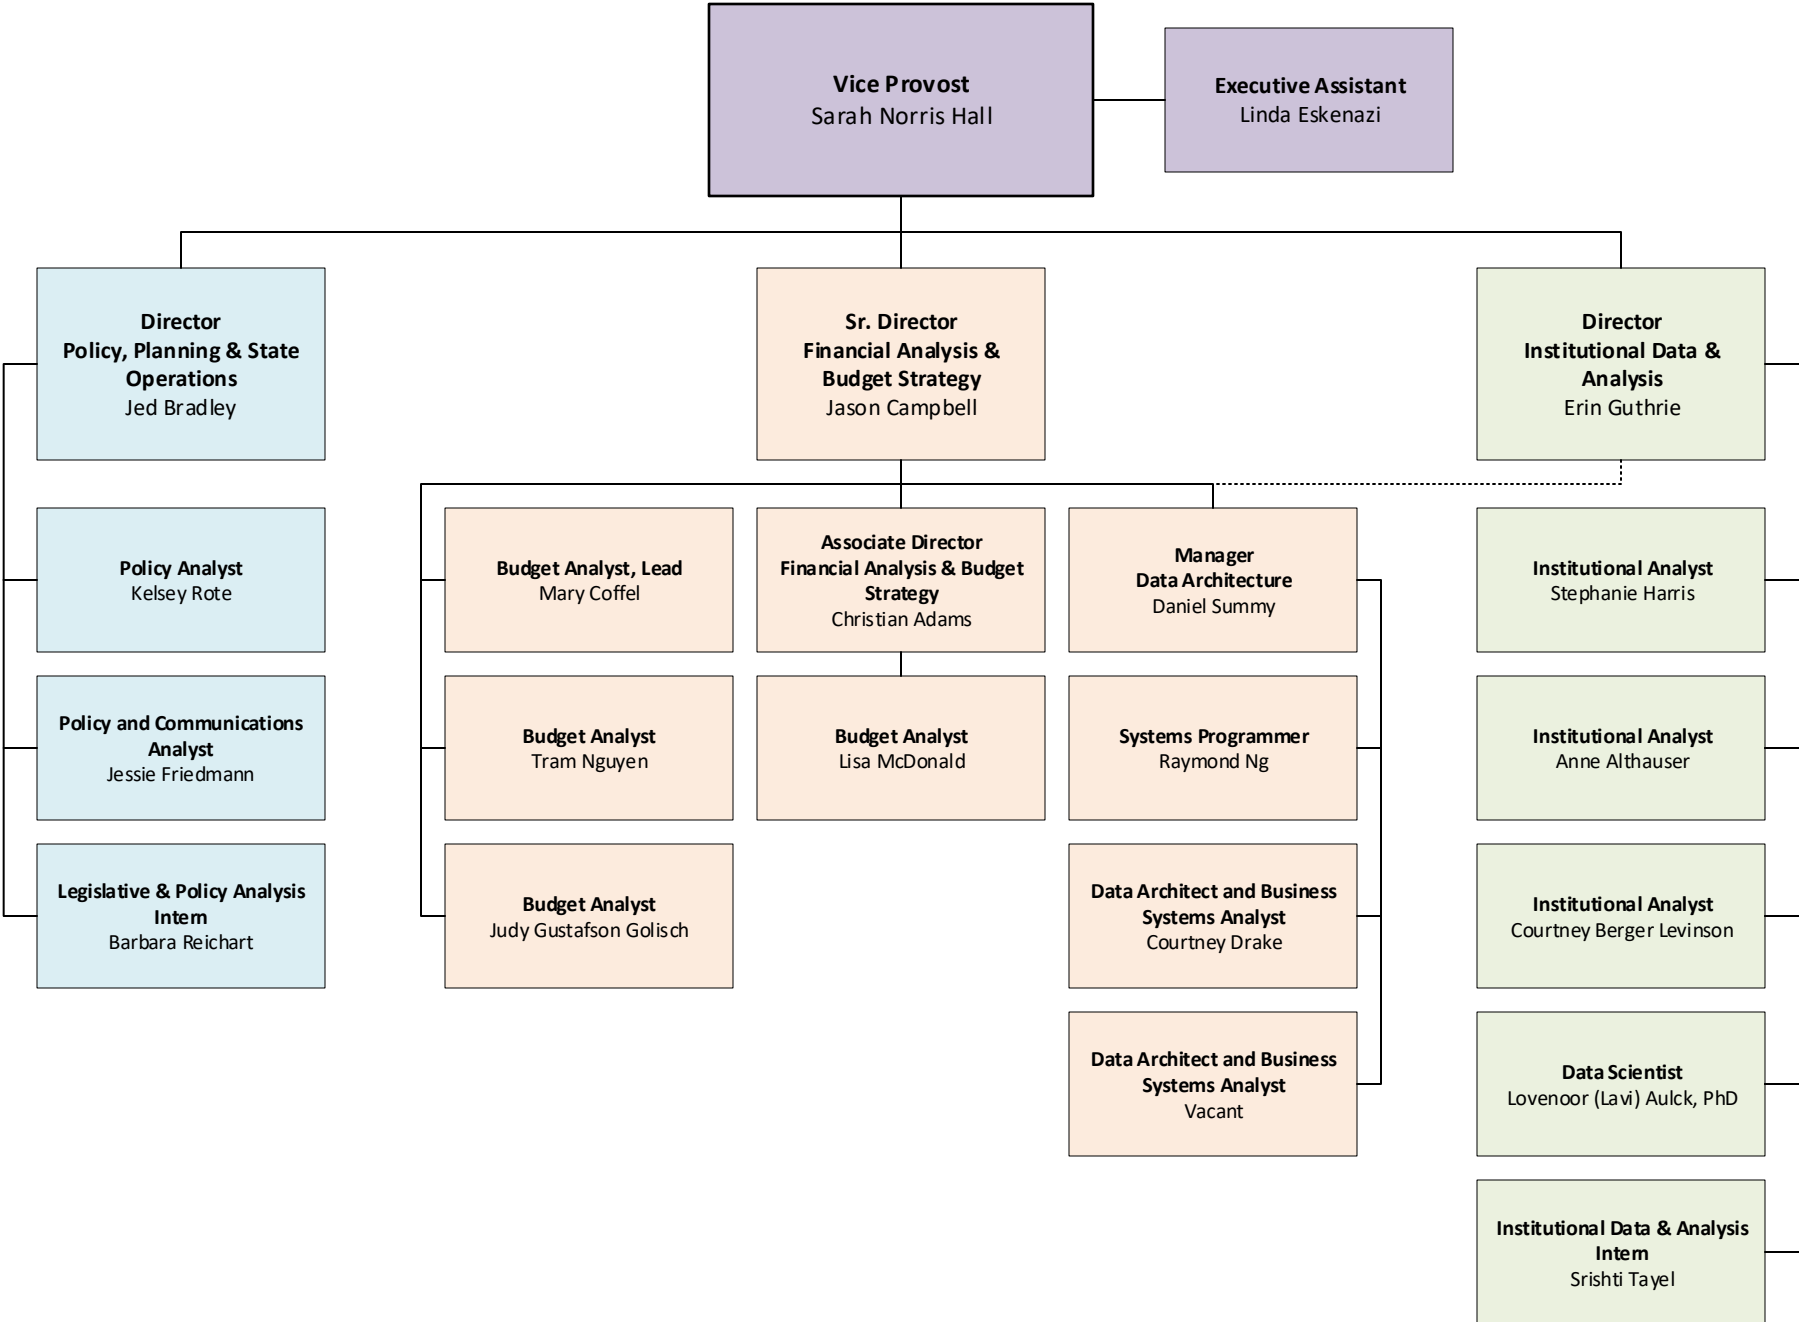 Vice Provost
Sarah Norris Hall
Executive Assistant
Linda Eskenazi
Director
Policy, Planning & State
Operations
Jed Bradley
Sr. Director
Financial Analysis &
Budget Strategy
Jason Campbell
Director
Institutional Data &
Analysis
Erin Guthrie
Policy Analyst
Kelsey Rote
Policy and Communications
Analyst
Jessie Friedmann
Legislative & Policy Analysis
Intern
Barbara Reichart
Budget Analyst, Lead
Mary Coffel
Budget Analyst
Tram Nguyen
Budget Analyst
Judy Gustafson Golisch
Associate Director
Financial Analysis & Budget
Strategy
Christian Adams
Budget Analyst
Lisa McDonald
Manager
Data Architecture
Daniel Summy
Systems Programmer
Raymond Ng
Data Architect and Business
Systems Analyst
Courtney Drake
Data Architect and Business
Systems Analyst
Vacant
Institutional Analyst
Stephanie Harris
Institutional Analyst
Anne Althauser
Institutional Analyst
Courtney Berger Levinson
Data Scientist
Lovenoor (Lavi) Aulck, PhD
Institutional Data & Analysis
Intern
Srishti Tayel